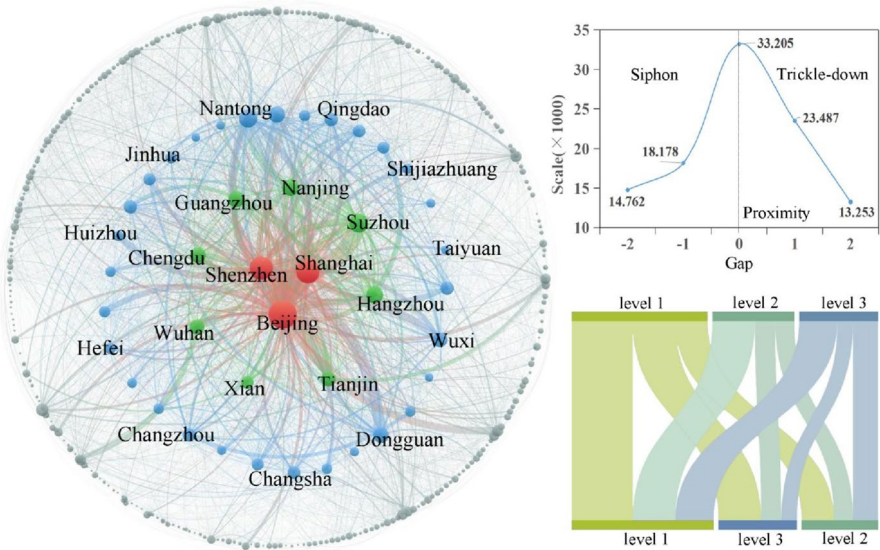 Nantong
Qingdao
Jinhua
Shijiazhuang
Nanjing
Guangzhou
Suzhou
Huizhou
Chengdu
Taiyuan
Shenzhen
Shanghai
Hangzhou
Beijing
Wuhan
Wuxi
Hefei
Xian
Tianjin
Changzhou
Dongguan
Changsha
35
30
25
20
15
10
Scale(×1000)
Siphon
Trickle-down
33.205
23.487
18.178
14.762
13.253
Proximity
-2 -1 0 1 2
Gap
level 1 level 2 level 3
level 1 level 3 level 2